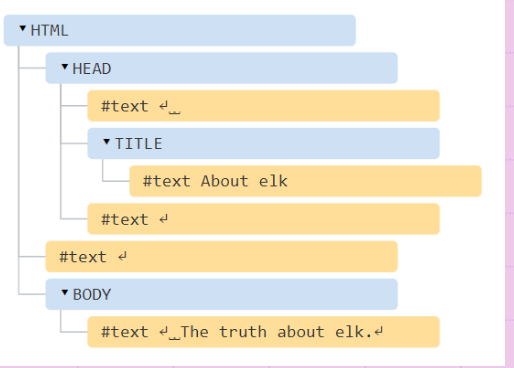 ▼ HTML
▼ HEAD
#text ↵␣␣
▼ TITLE
#text About elk
#text ↵
#text ↵
▼ BODY
#text ↵␣␣The truth about elk.↵